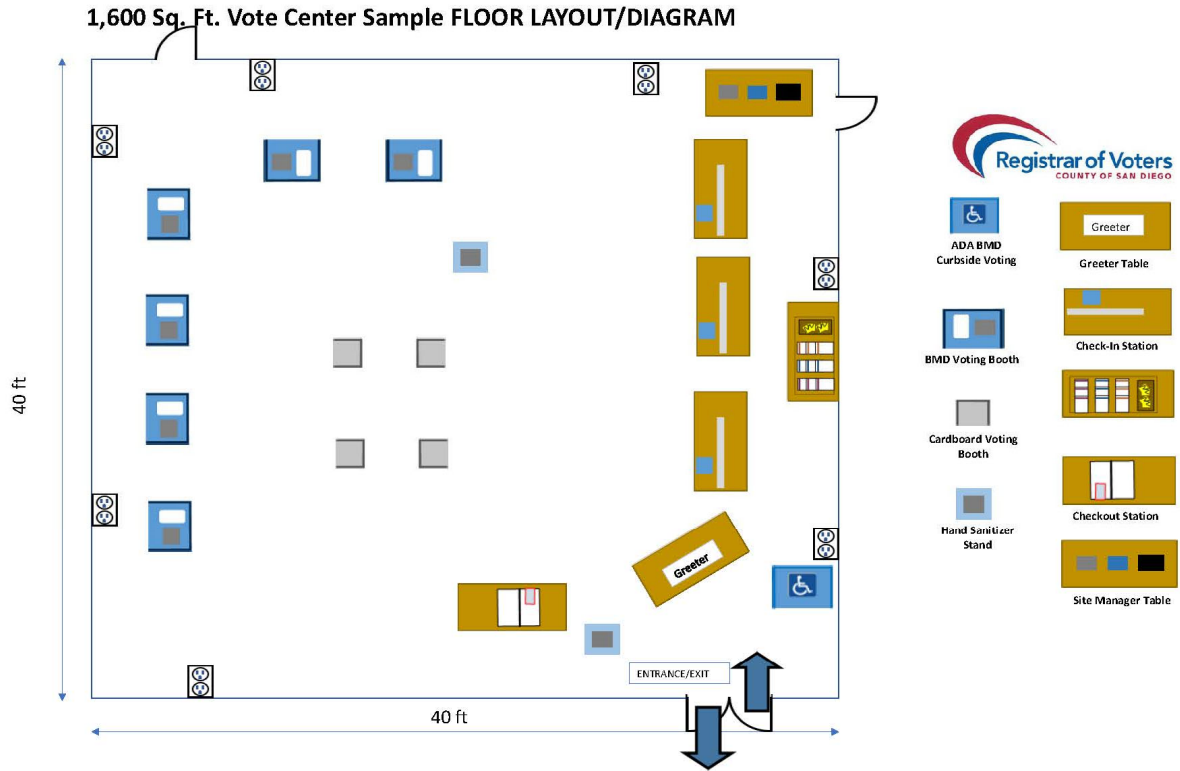 1,600 Sq. Ft. Vote Center Sample FLOOR LAYOUT/DIAGRAM
Registrar of Voters
COUNTY OF SAN DIEGO
Greeter
ADA BMD
Curbside Voting
Greeter Table
BMD Voting Booth
Check-In Station
Cardboard Voting
Booth
Checkout Station
Hand Sanitizer
Stand
Site Manager Table
40 ft
Greeter
ENTRANCE/EXIT
40 ft